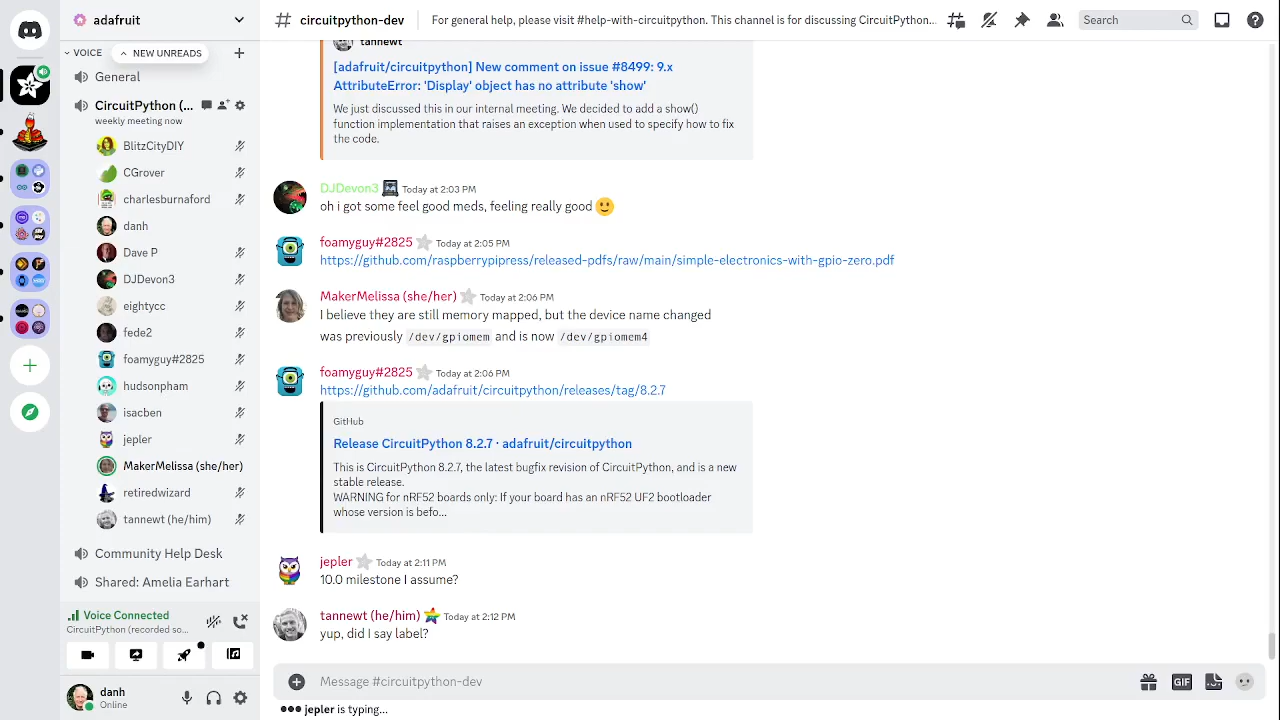 adafruit
VOICE
NEW UNREADS
General
CircuitPython (...
weekly meeting now
BlitzCityDIY
CGrover
charlesburnaford
danh
Dave P
DJDevon3
eightycc
fede2
foamyguy#2825
hudsonpham
isacben
jepler
MakerMelissa (she/her)
retiredwizard
tannewt (he/him)
Community Help Desk
Shared: Amelia Earhart
Voice Connected
CircuitPython (recorded so...
danh
Online
circuitpython-dev
For general help, please visit #help-with-circuitpython. This channel is for discussing CircuitPython...
Search
tannewt
[adafruit/circuitpython] New comment on issue #8499: 9.x
AttributeError: 'Display' object has no attribute 'show'
We just discussed this in our internal meeting. We decided to add a show()
function implementation that raises an exception when used to specify how to fix
the code.
DJDevon3 Today at 2:03 PM
oh i got some feel good meds, feeling really good 🙂
foamyguy#2825 Today at 2:05 PM
https://github.com/raspberrypipress/released-pdfs/raw/main/simple-electronics-with-gpio-zero.pdf
MakerMelissa (she/her) Today at 2:06 PM
I believe they are still memory mapped, but the device name changed
was previously /dev/gpiomem and is now /dev/gpiomem4
foamyguy#2825 Today at 2:06 PM
https://github.com/adafruit/circuitpython/releases/tag/8.2.7
GitHub
Release CircuitPython 8.2.7 · adafruit/circuitpython
This is CircuitPython 8.2.7, the latest bugfix revision of CircuitPython, and is a new
stable release.
WARNING for nRF52 boards only: If your board has an nRF52 UF2 bootloader
whose version is befo...
jepler Today at 2:11 PM
10.0 milestone I assume?
tannewt (he/him) Today at 2:12 PM
yup, did I say label?
Message #circuitpython-dev
GIF
jepler is typing...